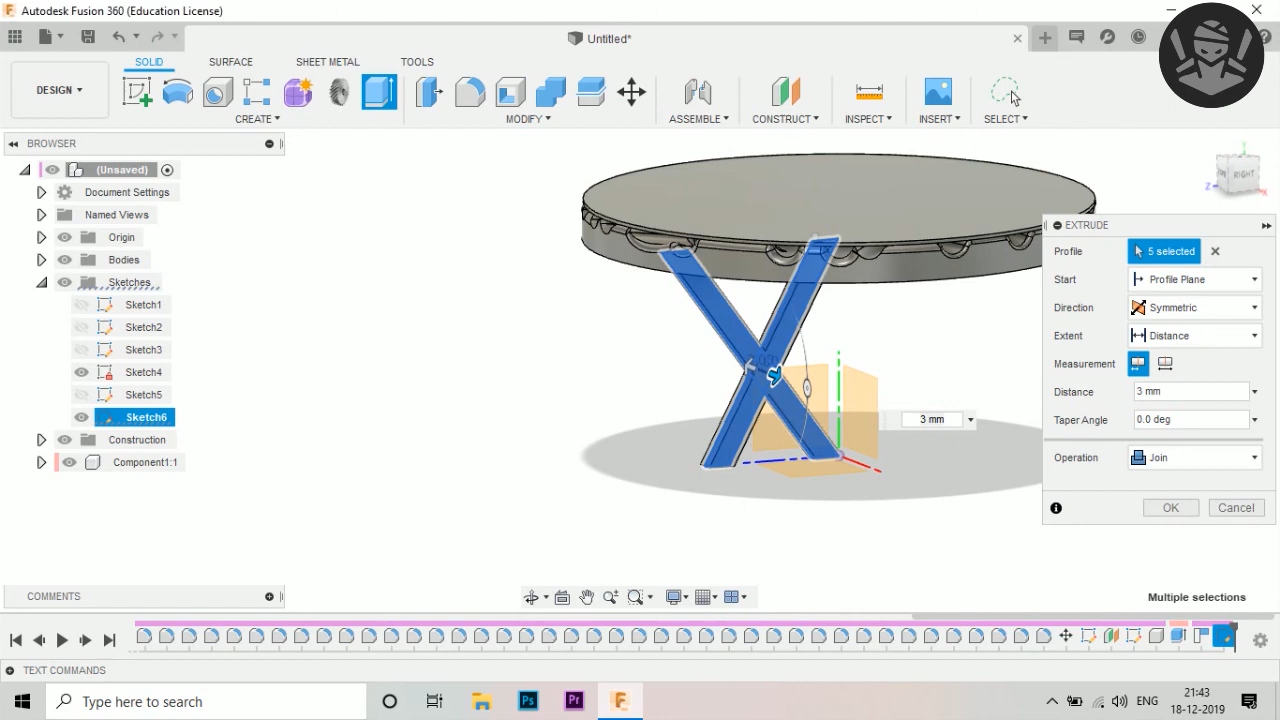 Autodesk Fusion 360 (Education License)
Untitled*
SOLID SURFACE SHEET METAL TOOLS
DESIGN
CREATE MODIFY ASSEMBLE CONSTRUCT INSPECT INSERT SELECT
BROWSER
(Unsaved)
Document Settings
Named Views
Origin
Bodies
Sketches
Sketch1
Sketch2
Sketch3
Sketch4
Sketch5
Sketch6
Construction
Component1:1
RIGHT
Z
X
Y
EXTRUDE
Profile 5 selected
Start Profile Plane
Direction Symmetric
Extent Distance
Measurement
Distance 3 mm
Taper Angle 0.0 deg
Operation Join
OK Cancel
3 mm
COMMENTS
Multiple selections
TEXT COMMANDS
Type here to search
Ps
Pr
ENG
21:43
18-12-2019